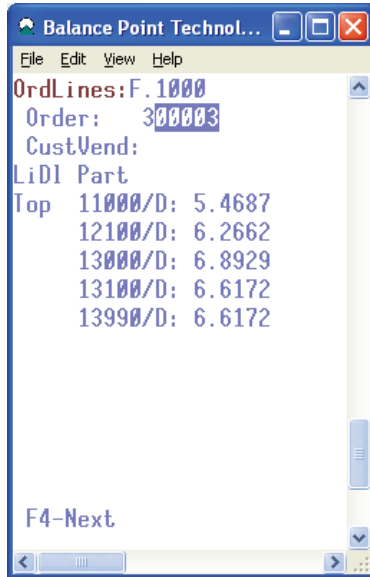 Balance Point Technol...
File Edit View Help
OrdLines:F.1000
Order: 300003
CustVend:
LiDl Part
Top 11000/D: 5.4687
12100/D: 6.2662
13000/D: 6.8929
13100/D: 6.6172
13990/D: 6.6172
F4-Next